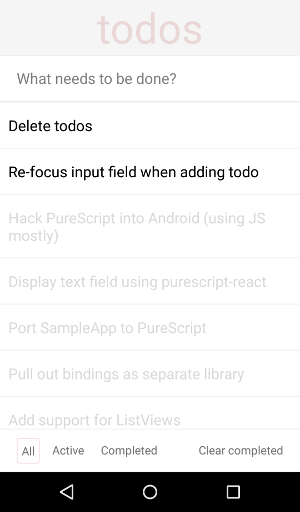 todos
What needs to be done?
Delete todos
Re-focus input field when adding todo
Hack PureScript into Android (using JS
mostly)
Display text field using purescript-react
Port SampleApp to PureScript
Pull out bindings as separate library
Add support for ListViews
All Active Completed Clear completed